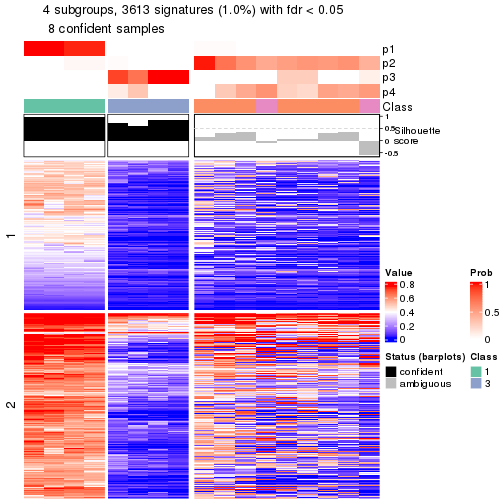 4 subgroups, 3613 signatures (1.0%) with fdr < 0.05
8 confident samples
p1
p2
p3
p4
Class
1
0.5
0
-0.5
Silhouette
score
1
2
Value
0.8
0.6
0.4
0.2
0
Prob
1
0.5
0
Status (barplots)
confident
ambiguous
Class
1
3